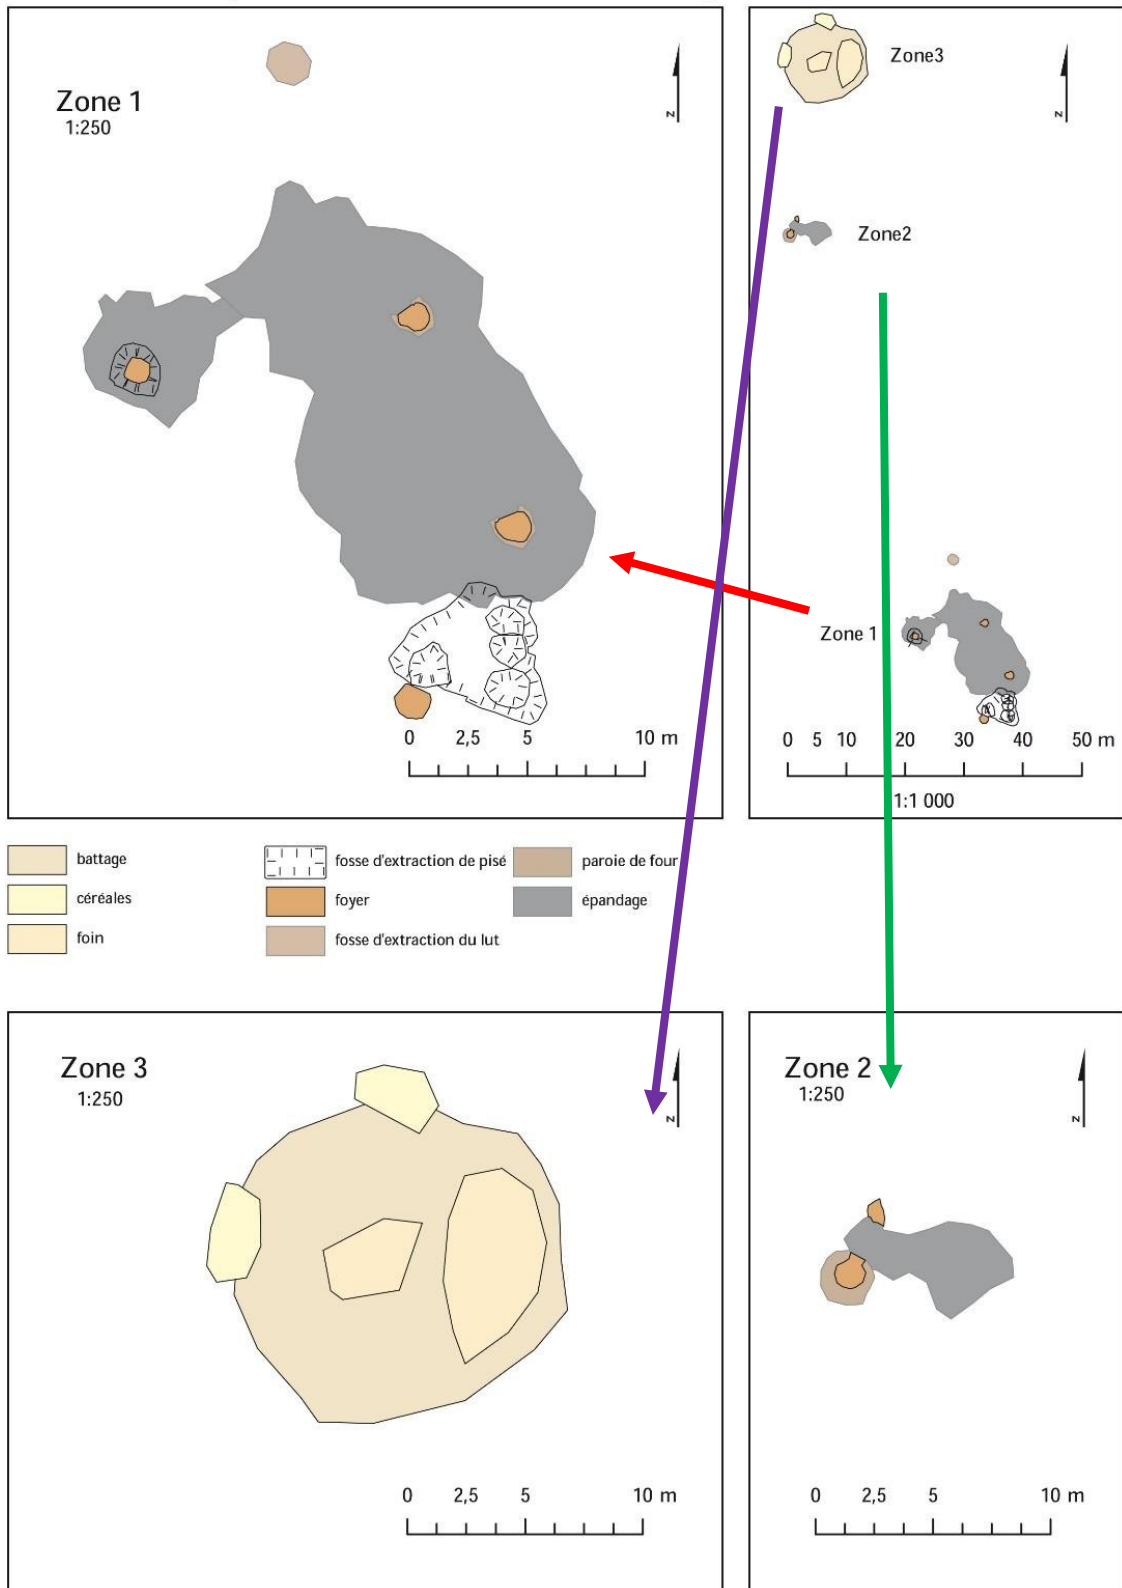 Zone 1
1:250
N
0 2,5 5 10 m
Zone3
N
Zone2
Zone 1
0 5 10 20 30 40 50 m
1:1 000
battage
céréales
foin
fosse d'extraction de pisé
foyer
fosse d'extraction du lut
paroie de four
épandage
Zone 3
1:250
N
0 2,5 5 10 m
Zone 2
1:250
N
0 2,5 5 10 m